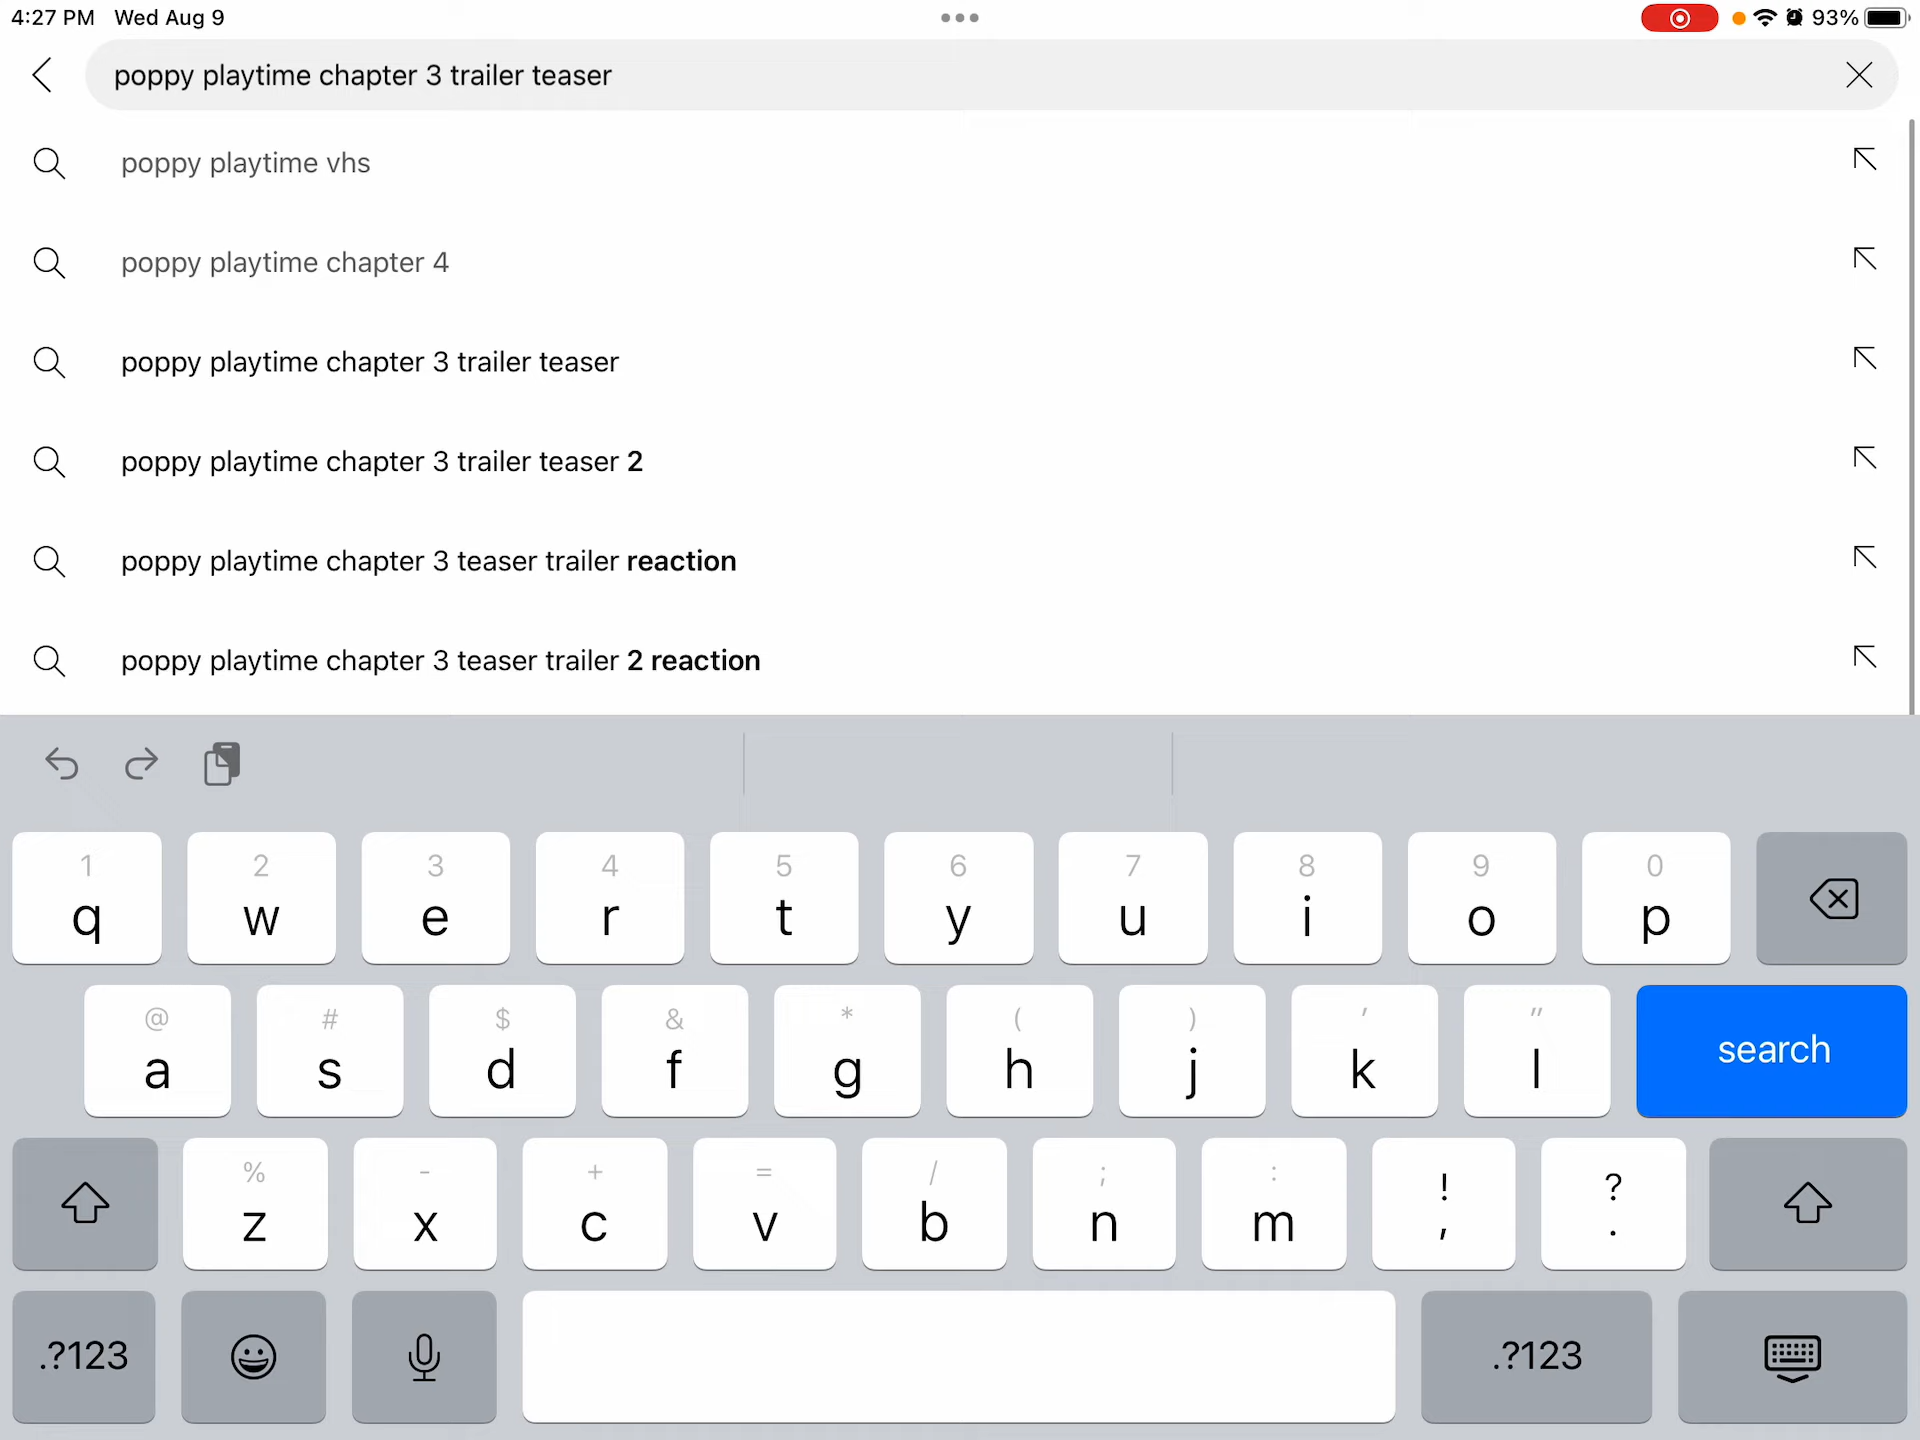 4:27 PM Wed Aug 9 93%
poppy playtime chapter 3 trailer teaser
poppy playtime vhs
poppy playtime chapter 4
poppy playtime chapter 3 trailer teaser
poppy playtime chapter 3 trailer teaser 2
poppy playtime chapter 3 teaser trailer reaction
poppy playtime chapter 3 teaser trailer 2 reaction
1 2 3 4 5 6 7 8 9 0
q w e r t y u i o p
@ # $ & * ( ) ' "
a s d f g h j k l search
% - + = / ; : ! ?
z x c v b n m , .
.?123 .?123